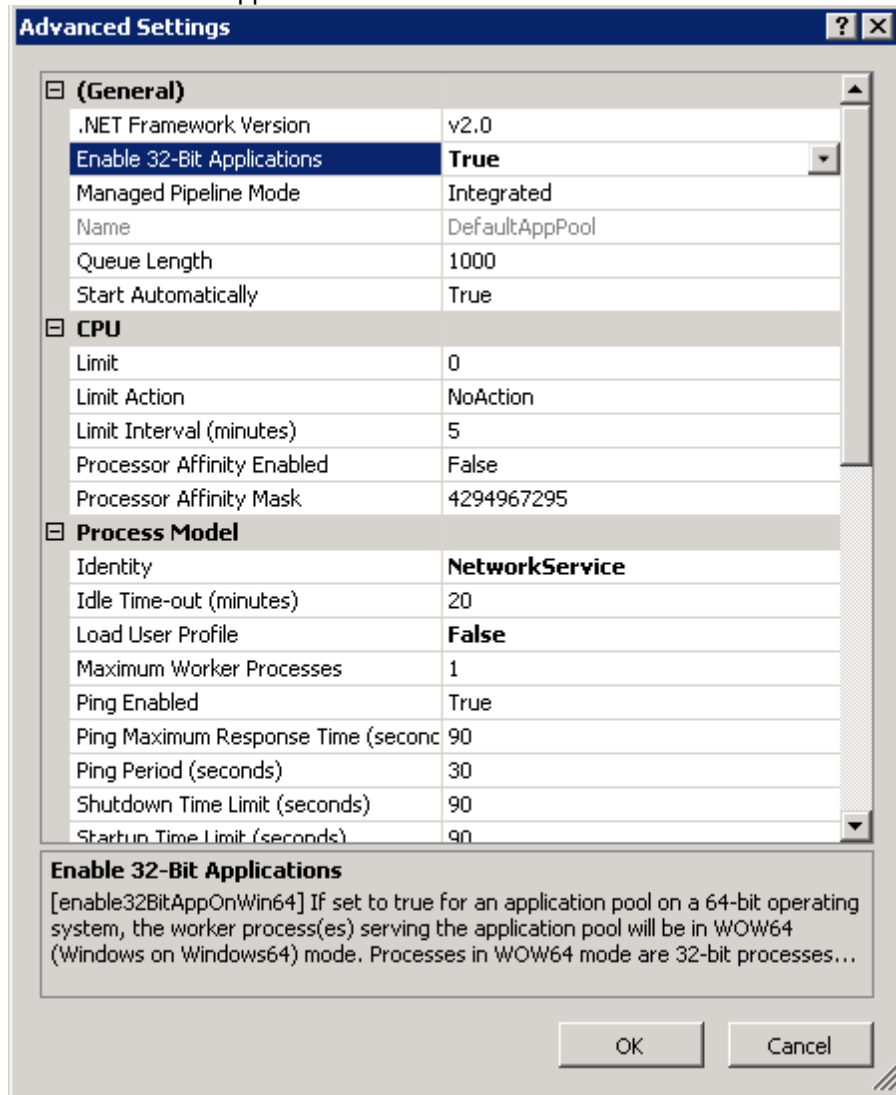 Advanced Settings
(General)
.NET Framework Version v2.0
Enable 32-Bit Applications True
Managed Pipeline Mode Integrated
Name DefaultAppPool
Queue Length 1000
Start Automatically True
CPU
Limit 0
Limit Action NoAction
Limit Interval (minutes) 5
Processor Affinity Enabled False
Processor Affinity Mask 4294967295
Process Model
Identity NetworkService
Idle Time-out (minutes) 20
Load User Profile False
Maximum Worker Processes 1
Ping Enabled True
Ping Maximum Response Time (seconc 90
Ping Period (seconds) 30
Shutdown Time Limit (seconds) 90
Startup Time Limit (seconds) 90
Enable 32-Bit Applications
[enable32BitAppOnWin64] If set to true for an application pool on a 64-bit operating
system, the worker process(es) serving the application pool will be in WOW64
(Windows on Windows64) mode. Processes in WOW64 mode are 32-bit processes...
OK Cancel